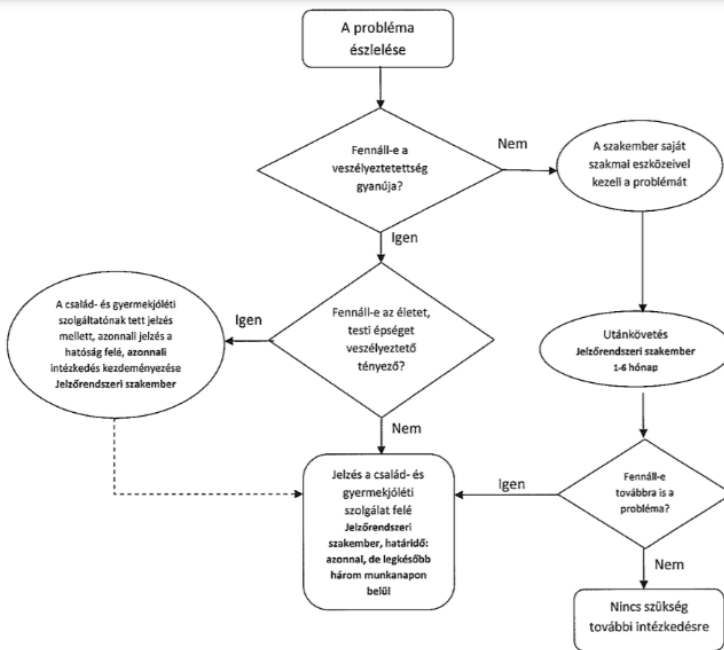 A probléma
észlelése
Fennáll-e a
veszélyeztetettség
gyanúja?
Nem
A szakember saját
szakmai eszközeivel
kezeli a problémát
Igen
A család- és gyermekjóléti
szolgáltatónak tett jelzés
mellett, azonnali jelzés a
hatóság felé, azonnali
intézkedés kezdeményezése
Jelzőrendszeri szakember
Igen
Fennáll-e az életet,
testi épséget
veszélyeztető
tényező?
Utánkövetés
Jelzőrendszeri szakember
1-6 hónap
Nem
Jelzés a család- és
gyermekjóléti
szolgálat felé
Jelzőrendszeri
szakember, határidő:
azonnal, de legkésőbb
három munkanapon
belül
Igen
Fennáll-e
továbbra is a
probléma?
Nem
Nincs szükség
további intézkedésre